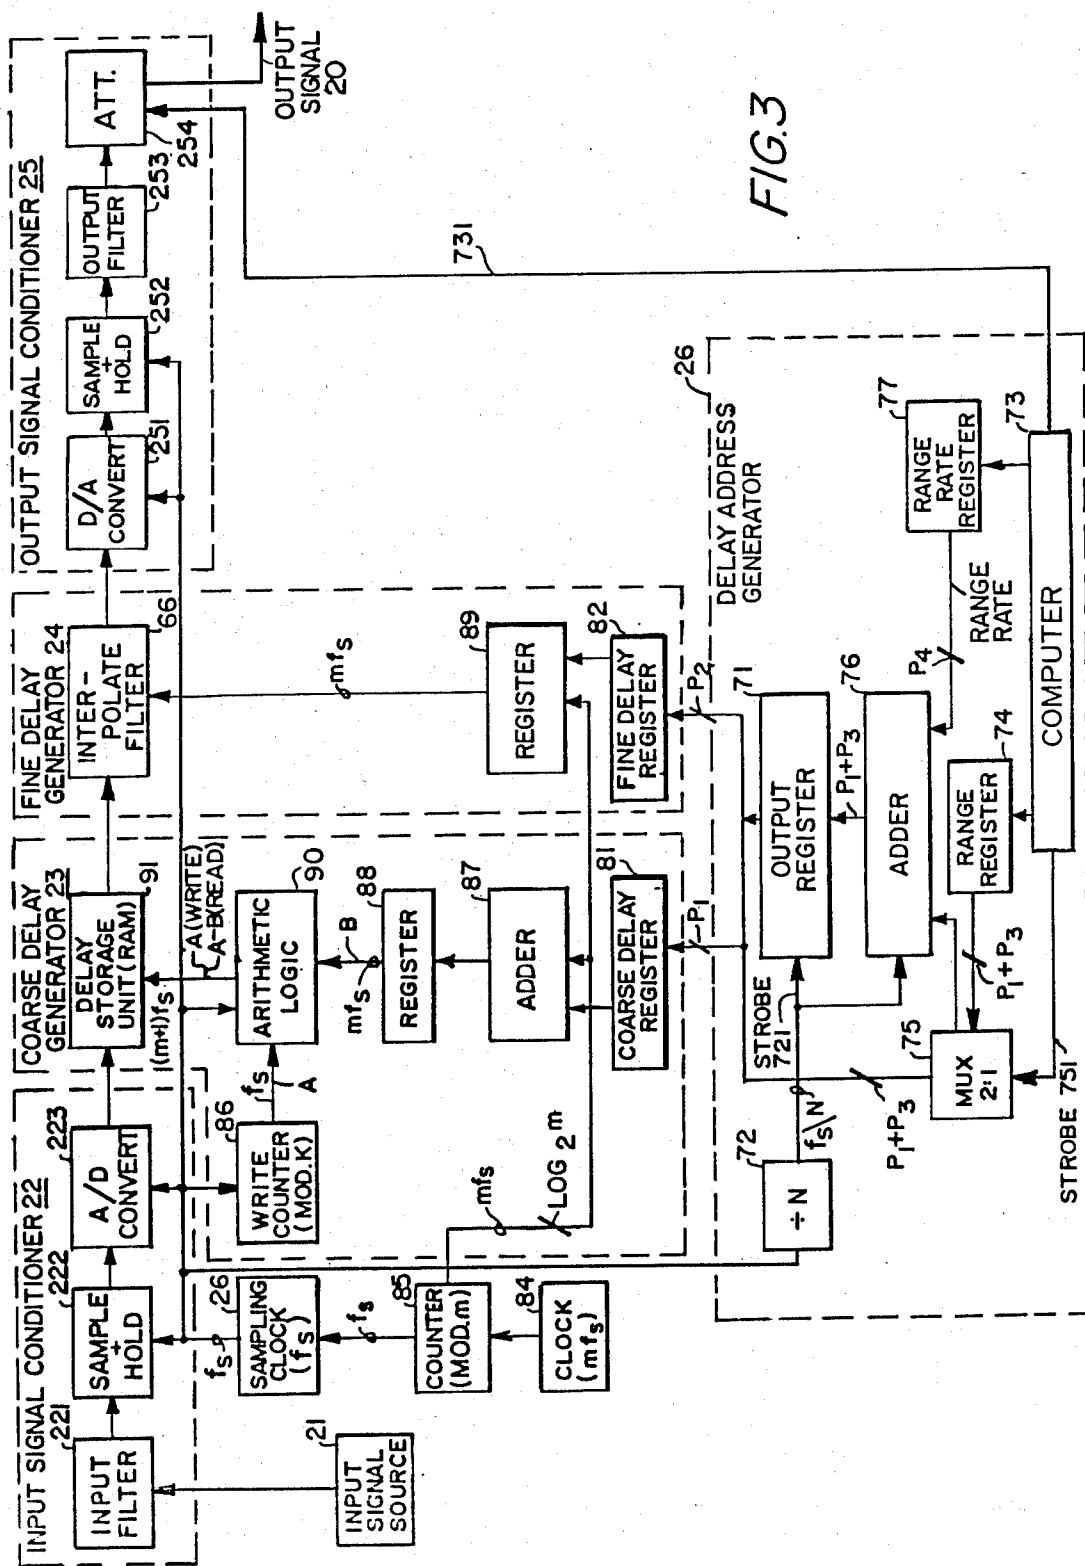 INPUT SIGNAL CONDITIONER 22
221
INPUT
FILTER
222
SAMPLE
+
HOLD
223
A/D
CONVERT
COARSE DELAY
GENERATOR 23
DELAY
STORAGE
UNIT (RAM)
91
(m+1)fs
A(WRITE)
A-B(READ)
FINE DELAY
GENERATOR 24
INTER-
POLATE
FILTER
66
OUTPUT SIGNAL CONDITIONER 25
D/A
CONVERT
251
SAMPLE
+
HOLD
252
OUTPUT
FILTER
253
ATT.
254
OUTPUT
SIGNAL
20
21
INPUT
SIGNAL
SOURCE
fs
26
SAMPLING
CLOCK
(fs)
fs
85
COUNTER
(MOD.m)
84
CLOCK
(mfs)
mfs
LOG 2^m
86
WRITE
COUNTER
(MOD.K)
fs
A
ARITHMETIC
LOGIC
90
mfs
B
88
REGISTER
87
ADDER
81
COARSE DELAY
REGISTER
P1
mfs
89
REGISTER
82
FINE DELAY
REGISTER
P2
731
FIG.3
DELAY ADDRESS
GENERATOR
26
72
÷N
fs\N
STROBE
721
71
OUTPUT
REGISTER
P1+P3
76
ADDER
P4
RANGE
RATE
77
RANGE
RATE
REGISTER
74
RANGE
REGISTER
P1+P3
75
MUX
2:1
P1+P3
STROBE 751
73
COMPUTER